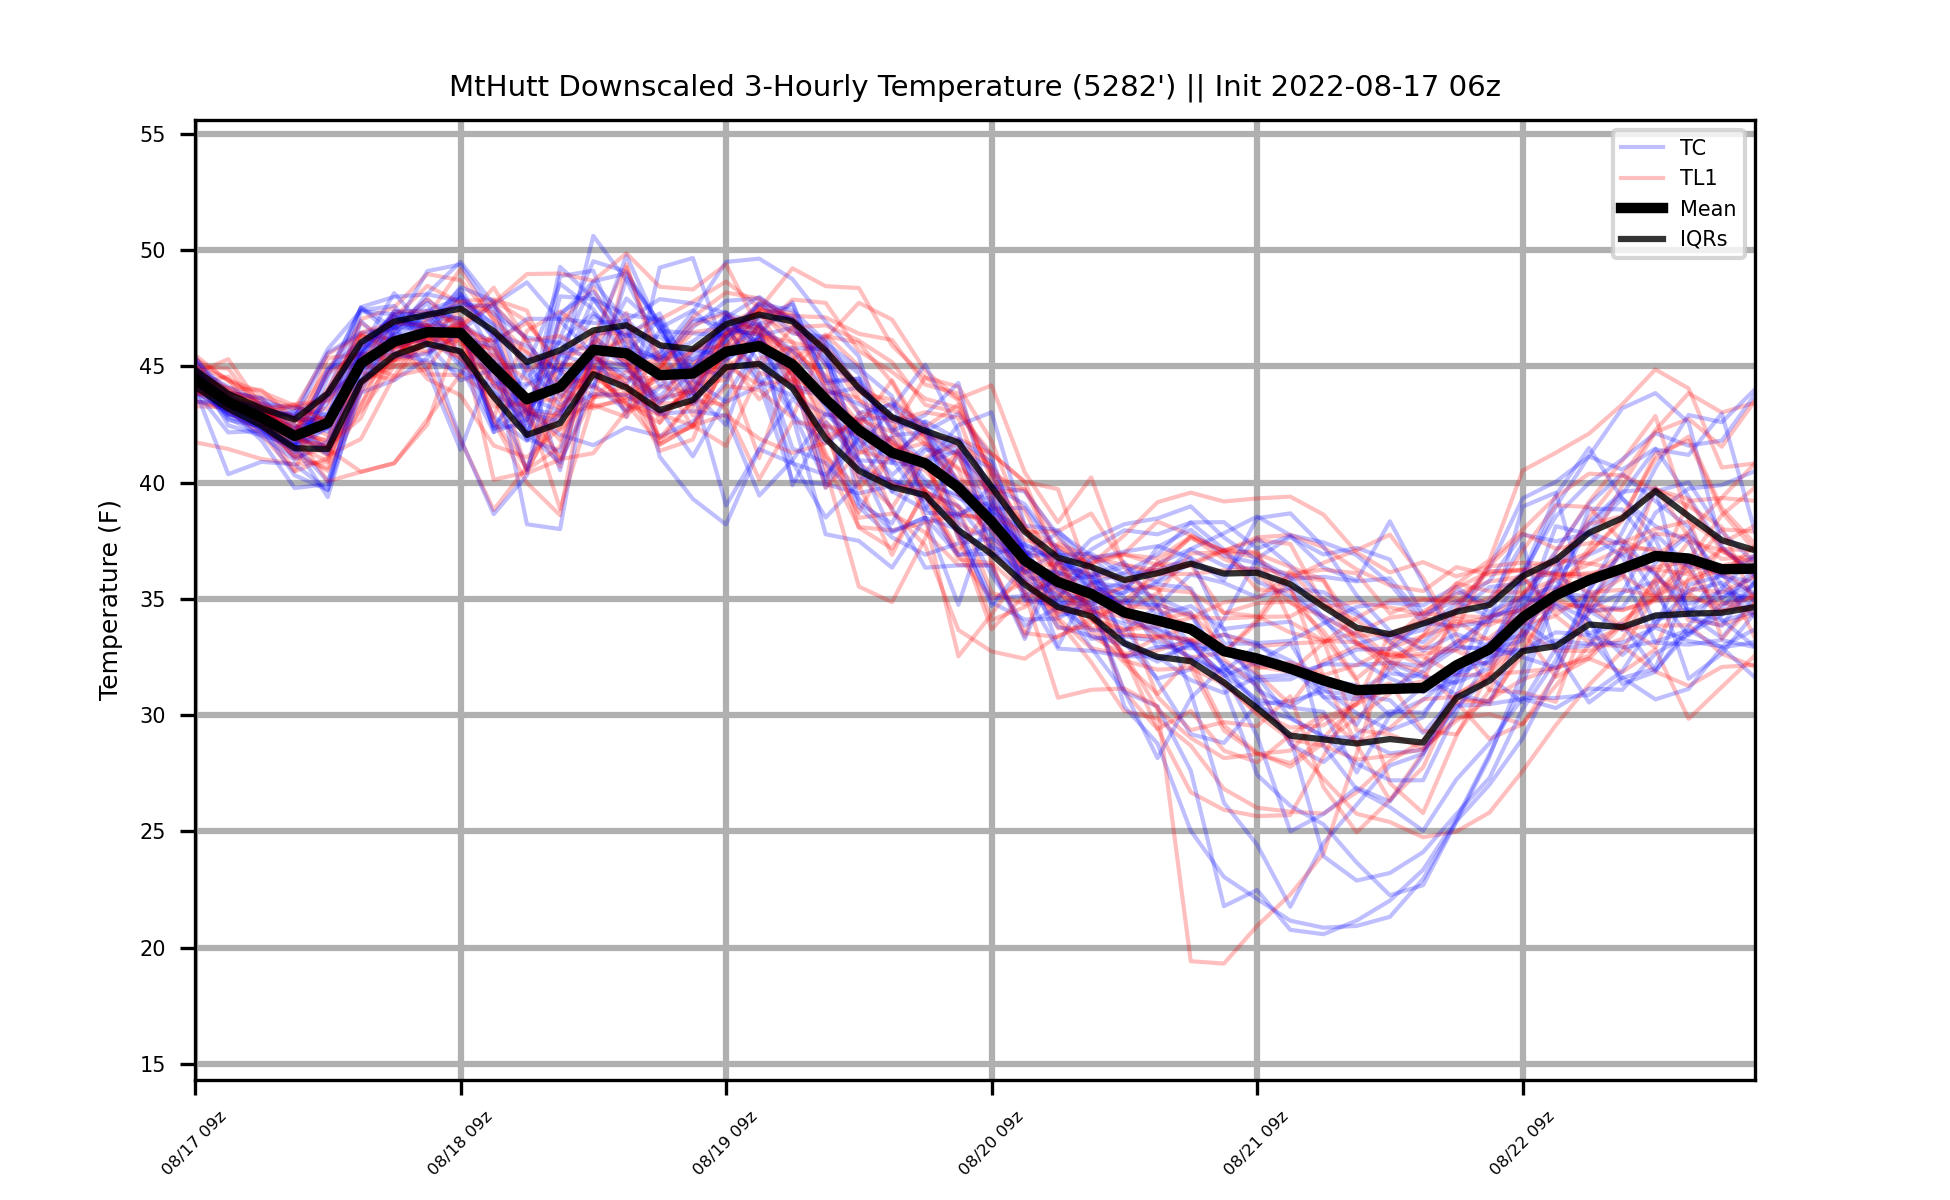 MtHutt Downscaled 3-Hourly Temperature (5282') || Init 2022-08-17 06z
TC
TL1
Mean
IQRs
Temperature (F)
55
50
45
40
35
30
25
20
15
08/17 09z
08/18 09z
08/19 09z
08/20 09z
08/21 09z
08/22 09z